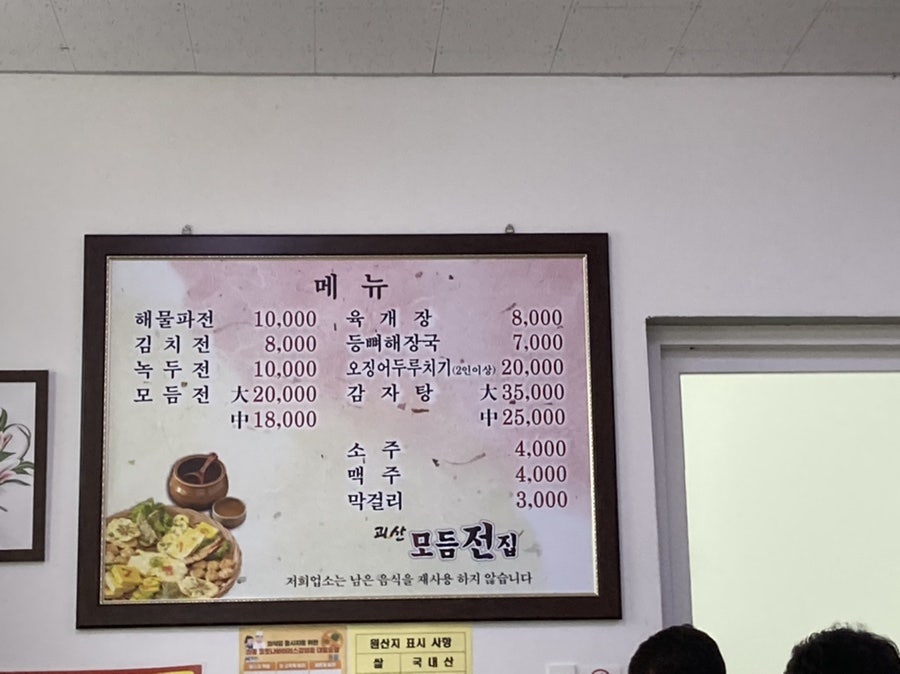 메 뉴
해물파전 10,000
김치전 8,000
녹두전 10,000
모듬전 大 20,000
中 18,000
육개장 8,000
등뼈해장국 7,000
오징어두루치기(2인이상) 20,000
감자탕 大 35,000
中 25,000
소주 4,000
맥주 4,000
막걸리 3,000
괴산 모듬전집
저희업소는 남은 음식을 재사용 하지 않습니다
원산지 표시 사항
쌀 국내산